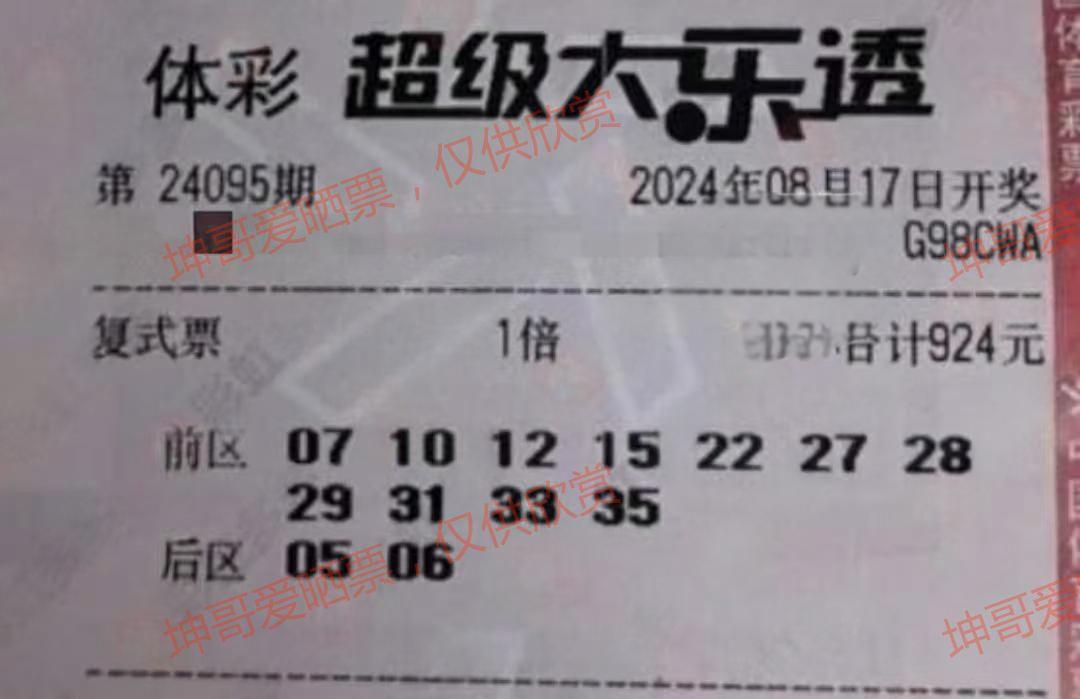 体彩 超级大乐透
第 24095期 2024年08月17日开奖
G98CWA
复式票 1倍 合计924元
前区 07 10 12 15 22 27 28
29 31 33 35
后区 05 06
坤哥爱晒票，仅供欣赏
坤哥爱晒票，仅供欣赏
坤哥爱
坤哥爱
体育彩票